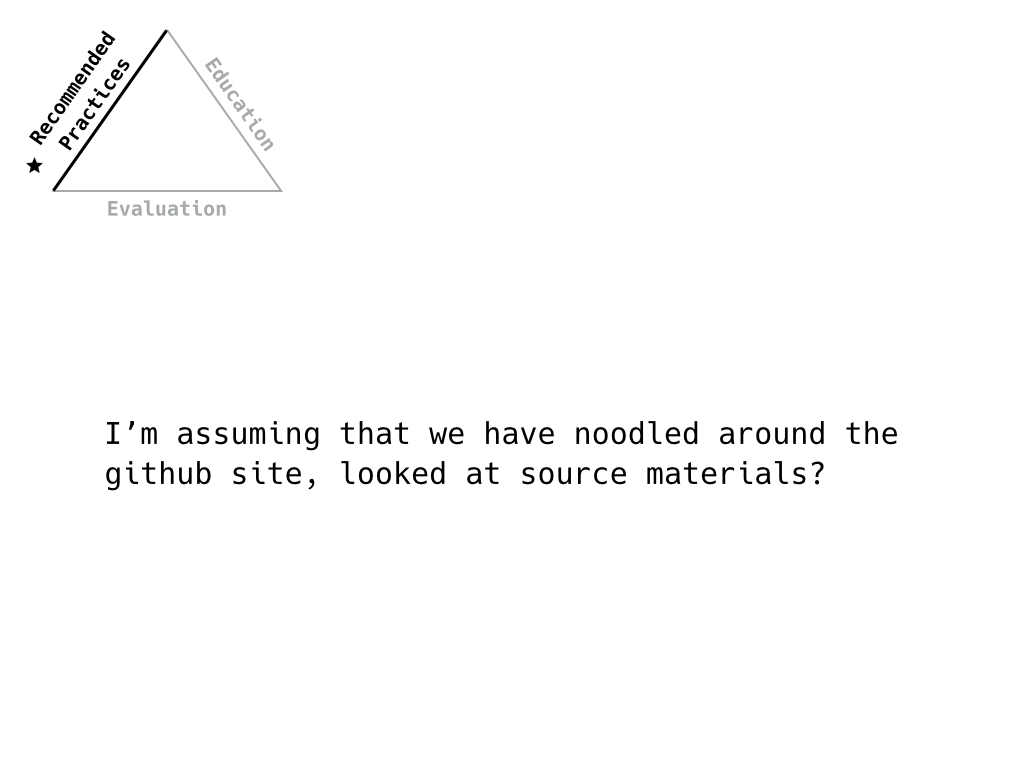 Recommended
Practices
Education
Evaluation
I’m assuming that we have noodled around the
github site, looked at source materials?